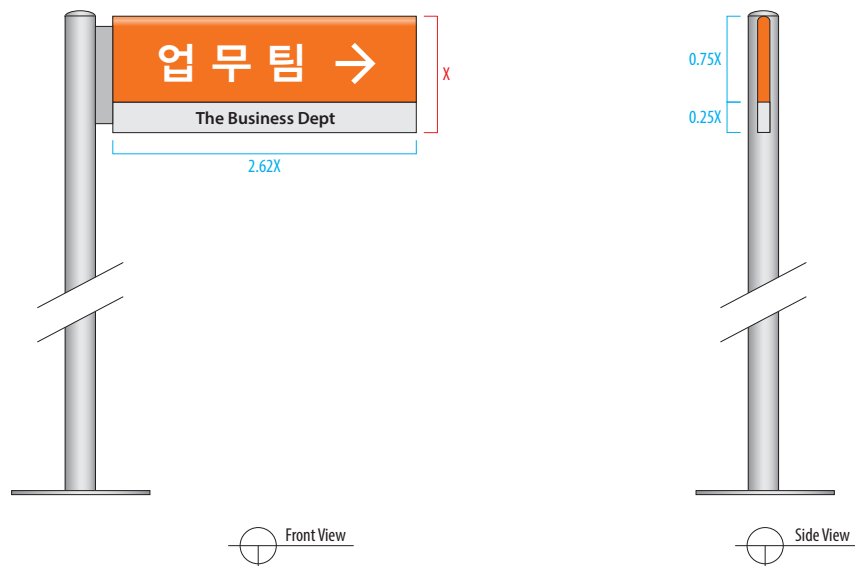 업 무 팀 →
The Business Dept
X
2.62X
0.75X
0.25X
Front View
Side View